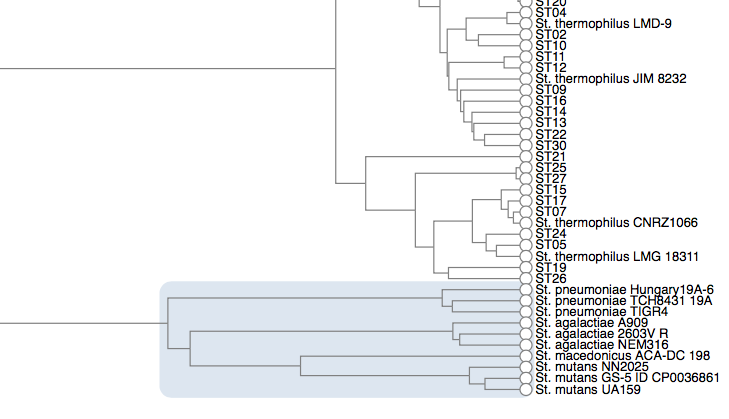 ST20
ST04
St. thermophilus LMD-9
ST02
ST10
ST11
ST12
St. thermophilus JIM 8232
ST09
ST16
ST14
ST13
ST22
ST30
ST21
ST25
ST27
ST15
ST17
ST07
St. thermophilus CNRZ1066
ST24
ST05
St. thermophilus LMG 18311
ST19
ST26
St. pneumoniae Hungary19A-6
St. pneumoniae TCH8431 19A
St. pneumoniae TIGR4
St. agalactiae A909
St. agalactiae 2603V R
St. agalactiae NEM316
St. macedonicus ACA-DC 198
St. mutans NN2025
St. mutans GS-5 ID CP0036861
St. mutans UA159